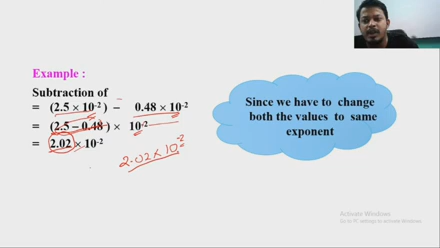 Example :
Subtraction of
= (2.5 × 10⁻²) − 0.48 × 10⁻²
= (2.5 − 0.48) × 10⁻²
= 2.02 × 10⁻²
2.02 × 10⁻²
Since we have to change
both the values to same
exponent
Activate Windows
Go to PC settings to activate Windows.